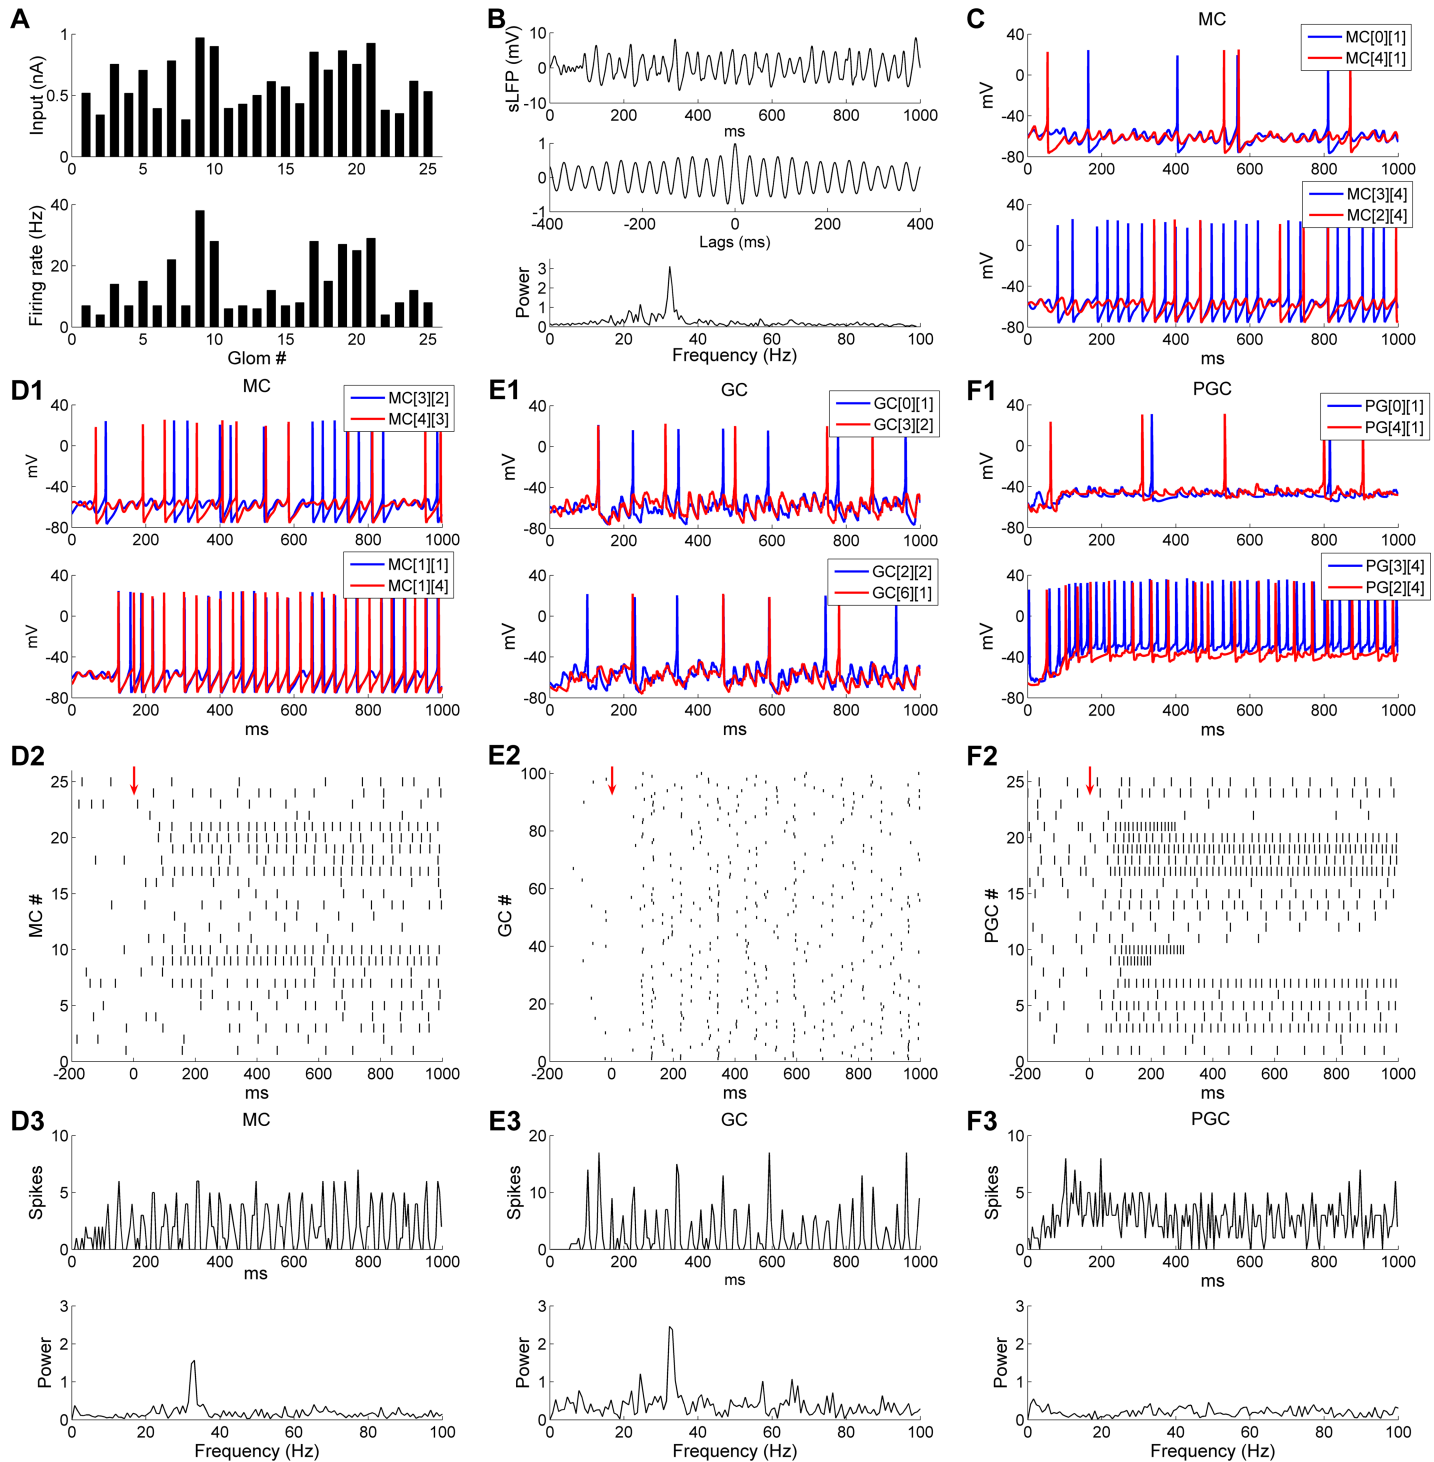 A
1
0.5
0
Input (nA)
0 5 10 15 20 25
40
20
0
Firing rate (Hz)
0 5 10 15 20 25
Glom #
B
10
0
-10
sLFP (mV)
0 200 400 600 800 1000
ms
1
0
-1
-400 -200 0 200 400
Lags (ms)
3
2
1
0
Power
0 20 40 60 80 100
Frequency (Hz)
C
MC
MC[0][1]
MC[4][1]
40
0
-40
-80
mV
0 200 400 600 800 1000
MC[3][4]
MC[2][4]
40
0
-40
-80
mV
0 200 400 600 800 1000
ms
D1
MC
MC[3][2]
MC[4][3]
40
0
-40
-80
mV
0 200 400 600 800 1000
MC[1][1]
MC[1][4]
40
0
-40
-80
mV
0 200 400 600 800 1000
ms
E1
GC
GC[0][1]
GC[3][2]
40
0
-40
-80
mV
0 200 400 600 800 1000
GC[2][2]
GC[6][1]
40
0
-40
-80
mV
0 200 400 600 800 1000
ms
F1
PGC
PG[0][1]
PG[4][1]
40
0
-40
-80
mV
0 200 400 600 800 1000
PG[3][4]
PG[2][4]
40
0
-40
-80
mV
0 200 400 600 800 1000
ms
D2
25
20
15
10
5
0
MC #
-200 0 200 400 600 800 1000
ms
E2
100
80
60
40
20
0
GC #
-200 0 200 400 600 800 1000
ms
F2
25
20
15
10
5
0
PGC #
-200 0 200 400 600 800 1000
ms
D3
MC
10
5
0
Spikes
0 200 400 600 800 1000
ms
3
2
1
0
Power
0 20 40 60 80 100
Frequency (Hz)
E3
GC
20
15
10
5
0
Spikes
0 200 400 600 800 1000
ms
3
2
1
0
Power
0 20 40 60 80 100
Frequency (Hz)
F3
PGC
10
5
0
Spikes
0 200 400 600 800 1000
ms
3
2
1
0
Power
0 20 40 60 80 100
Frequency (Hz)